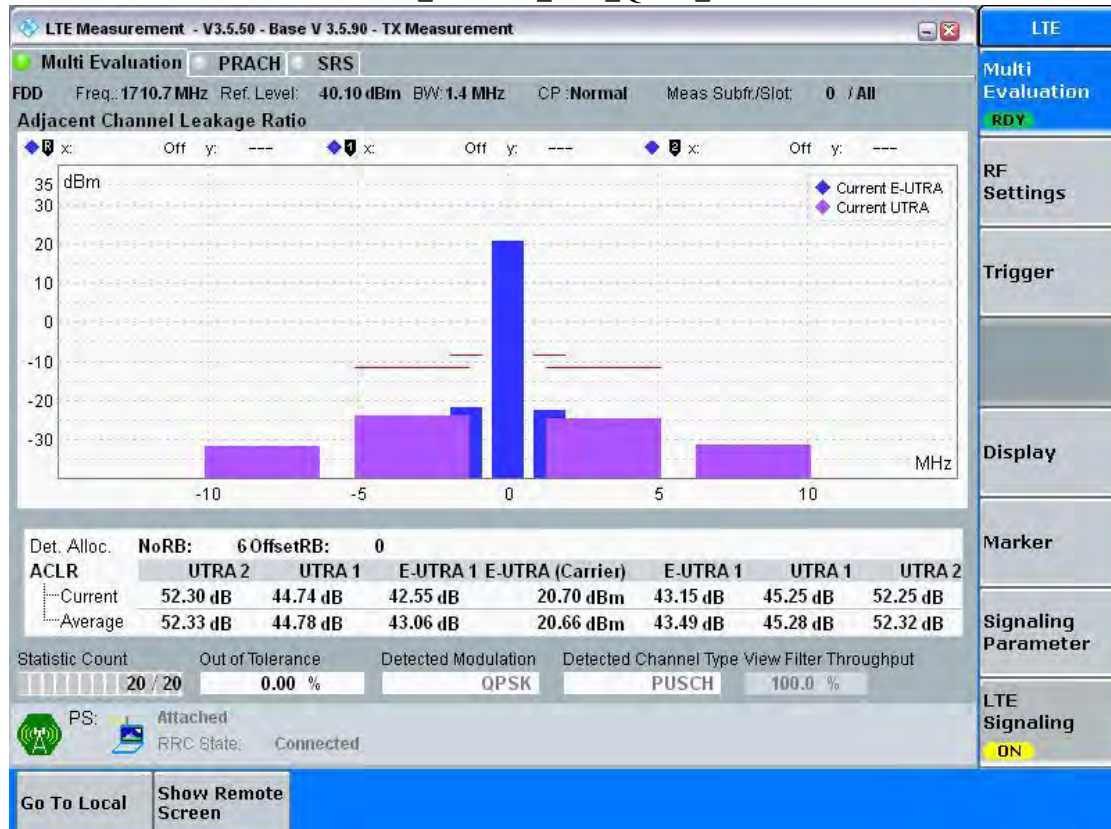 LTE Measurement - V3.5.50 - Base V 3.5.90 - TX Measurement
Multi Evaluation PRACH SRS
FDD Freq.: 1710.7 MHz Ref. Level: 40.10 dBm BW: 1.4 MHz CP : Normal Meas Subfr./Slot: 0 / All
Adjacent Channel Leakage Ratio
R x: Off y: --- 1 x: Off y: --- 2 x: Off y: ---
dBm
35
30
20
10
0
-10
-20
-30
Current E-UTRA
Current UTRA
MHz
-10 -5 0 5 10
Det. Alloc. NoRB: 6 OffsetRB: 0
ACLR UTRA 2 UTRA 1 E-UTRA 1 E-UTRA (Carrier) E-UTRA 1 UTRA 1 UTRA 2
Current 52.30 dB 44.74 dB 42.55 dB 20.70 dBm 43.15 dB 45.25 dB 52.25 dB
Average 52.33 dB 44.78 dB 43.06 dB 20.66 dBm 43.49 dB 45.28 dB 52.32 dB
Statistic Count Out of Tolerance Detected Modulation Detected Channel Type View Filter Throughput
20 / 20 0.00 % QPSK PUSCH 100.0 %
PS: Attached
RRC State: Connected
Go To Local
Show Remote
Screen
LTE
Multi
Evaluation
RDY
RF
Settings
Trigger
Display
Marker
Signaling
Parameter
LTE
Signaling
ON